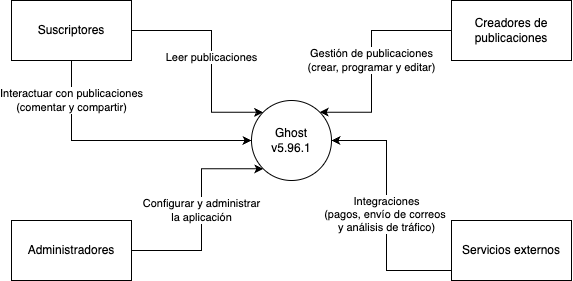 Suscriptores
Creadores de
publicaciones
Leer publicaciones
Gestión de publicaciones
(crear, programar y editar)
Interactuar con publicaciones
(comentar y compartir)
Ghost
v5.96.1
Configurar y administrar
la aplicación
Integraciones
(pagos, envío de correos
y análisis de tráfico)
Administradores
Servicios externos